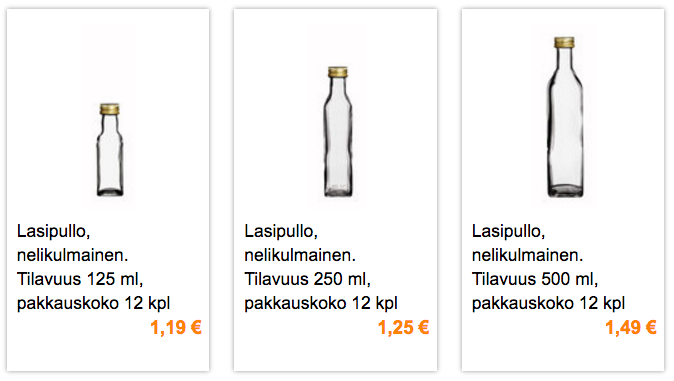 Lasipullo,
nelikulmainen.
Tilavuus 125 ml,
pakkauskoko 12 kpl
1,19 €
Lasipullo,
nelikulmainen.
Tilavuus 250 ml,
pakkauskoko 12 kpl
1,25 €
Lasipullo,
nelikulmainen.
Tilavuus 500 ml,
pakkauskoko 12 kpl
1,49 €